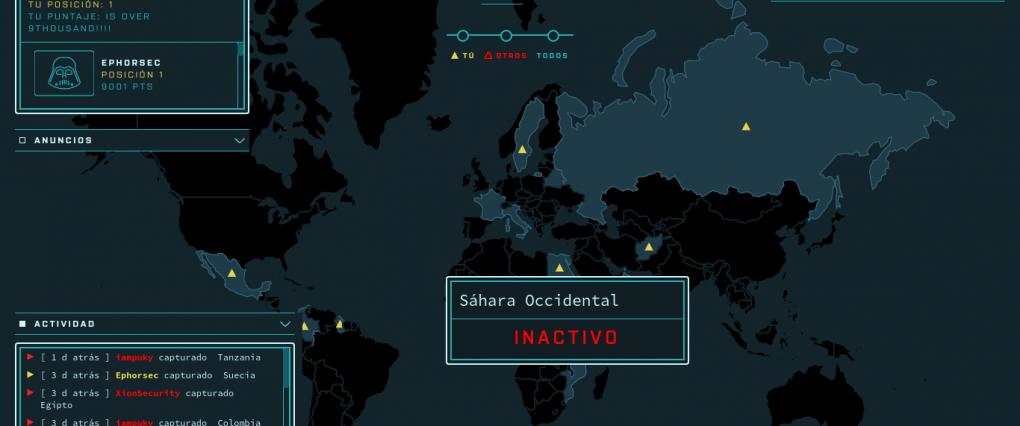 TU POSICIÓN: 1
TU PUNTAJE: IS OVER
9THOUSAND!!!!
EPHORSEC
POSICIÓN 1
9001 PTS
ANUNCIOS
TÚ OTROS TODOS
Sáhara Occidental
INACTIVO
ACTIVIDAD
[ 1 d atrás ] iampuky capturado Tanzania
[ 3 d atrás ] Ephorsec capturado Suecia
[ 3 d atrás ] XionSecurity capturado
Egipto
[ 3 d atrás ] iampuky capturado Colombia